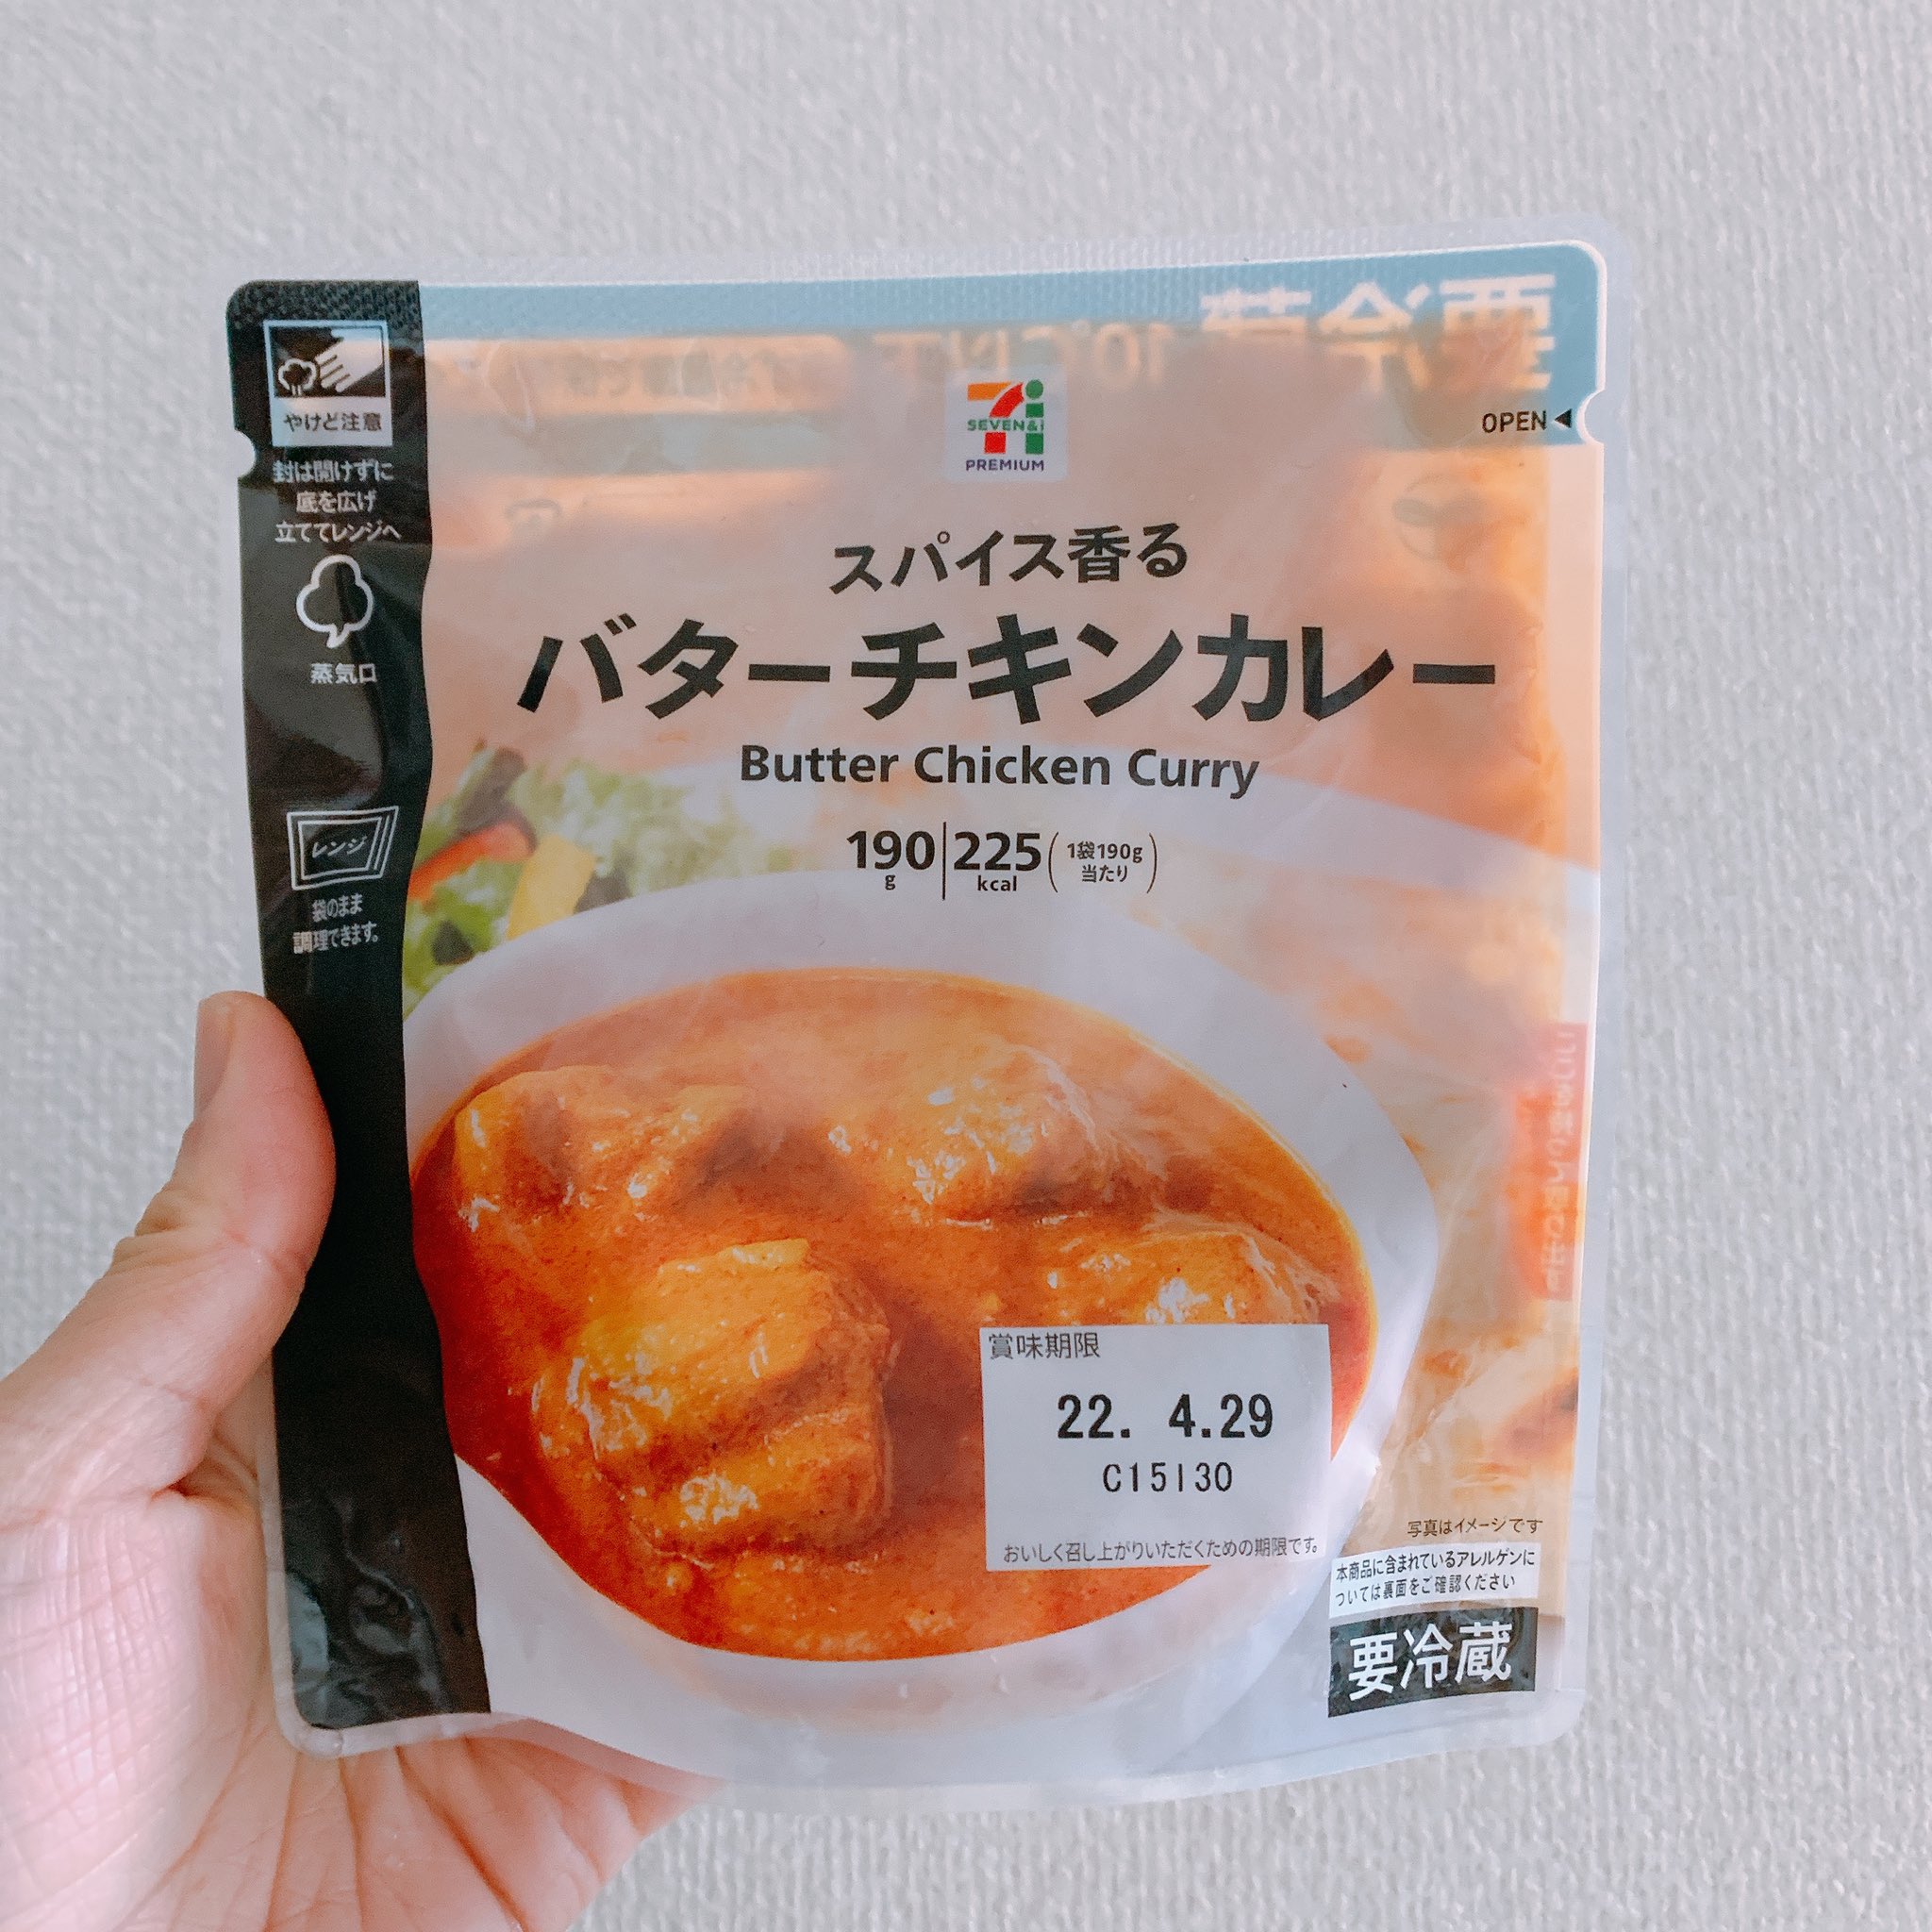 やけど注意
封は開けずに
底を広げ
立ててレンジへ
蒸気口
レンジ
袋のまま
調理できます。
OPEN
SEVEN&i
PREMIUM
スパイス香る
バターチキンカレー
Butter Chicken Curry
190g 225kcal (1袋190g当たり)
賞味期限
22. 4.29
C15I30
おいしく召し上がりいただくための期限です。
写真はイメージです
本商品に含まれているアレルゲンに
ついては裏面をご確認ください
要冷蔵